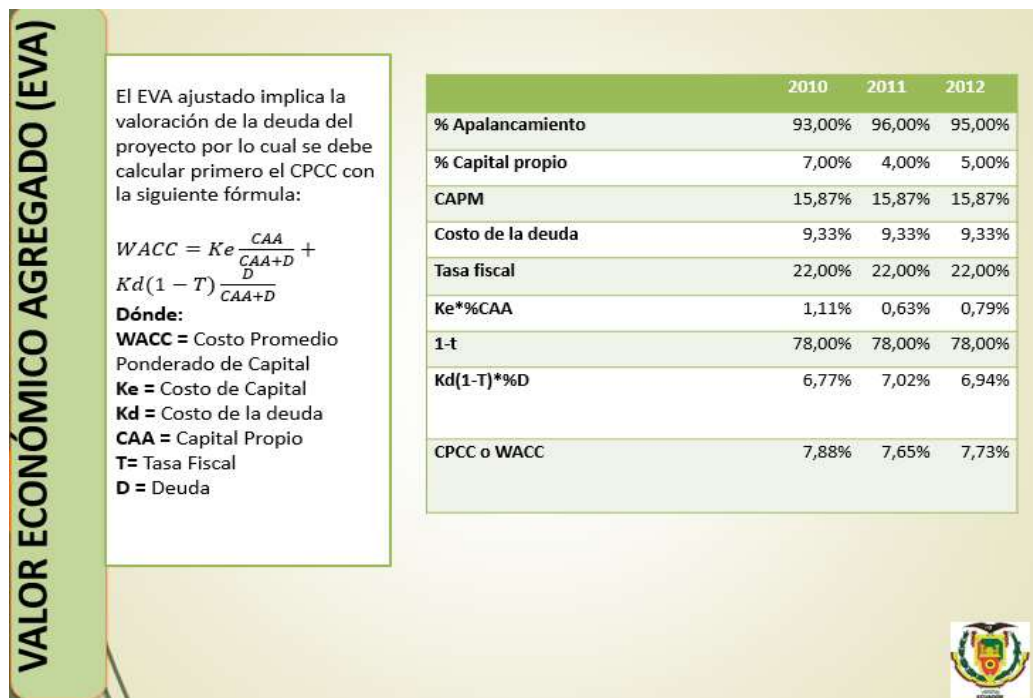 VALOR ECONÓMICO AGREGADO (EVA)
El EVA ajustado implica la
valoración de la deuda del
proyecto por lo cual se debe
calcular primero el CPCC con
la siguiente fórmula:
WACC = Ke CAA/(CAA+D) +
Kd(1 − T) D/(CAA+D)
Dónde:
WACC = Costo Promedio
Ponderado de Capital
Ke = Costo de Capital
Kd = Costo de la deuda
CAA = Capital Propio
T= Tasa Fiscal
D = Deuda
2010 2011 2012
% Apalancamiento 93,00% 96,00% 95,00%
% Capital propio 7,00% 4,00% 5,00%
CAPM 15,87% 15,87% 15,87%
Costo de la deuda 9,33% 9,33% 9,33%
Tasa fiscal 22,00% 22,00% 22,00%
Ke*%CAA 1,11% 0,63% 0,79%
1-t 78,00% 78,00% 78,00%
Kd(1-T)*%D 6,77% 7,02% 6,94%
CPCC o WACC 7,88% 7,65% 7,73%